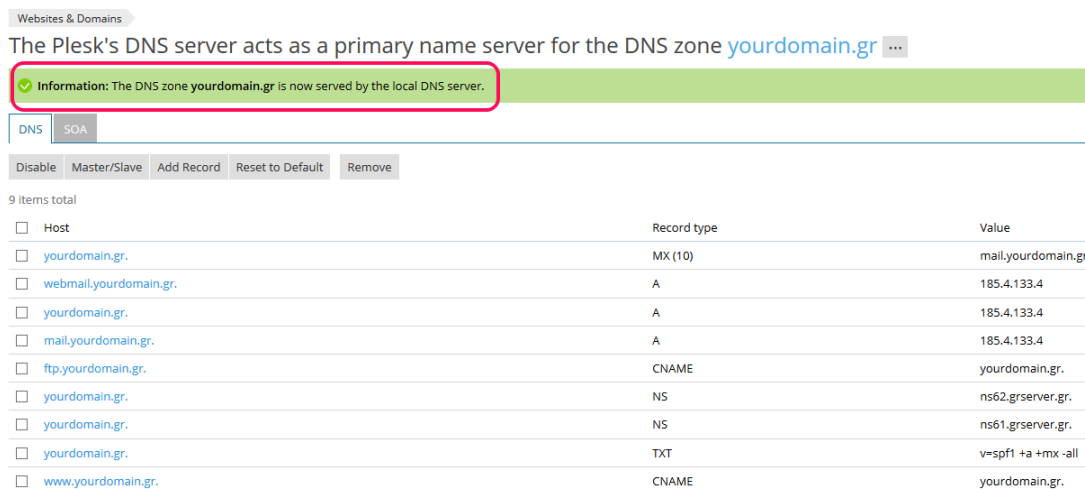 Websites & Domains
The Plesk's DNS server acts as a primary name server for the DNS zone yourdomain.gr ...
Information: The DNS zone yourdomain.gr is now served by the local DNS server.
DNS SOA
Disable Master/Slave Add Record Reset to Default Remove
9 items total
Host Record type Value
yourdomain.gr. MX (10) mail.yourdomain.gr
webmail.yourdomain.gr. A 185.4.133.4
yourdomain.gr. A 185.4.133.4
mail.yourdomain.gr. A 185.4.133.4
ftp.yourdomain.gr. CNAME yourdomain.gr.
yourdomain.gr. NS ns62.grserver.gr.
yourdomain.gr. NS ns61.grserver.gr.
yourdomain.gr. TXT v=spf1 +a +mx -all
www.yourdomain.gr. CNAME yourdomain.gr.